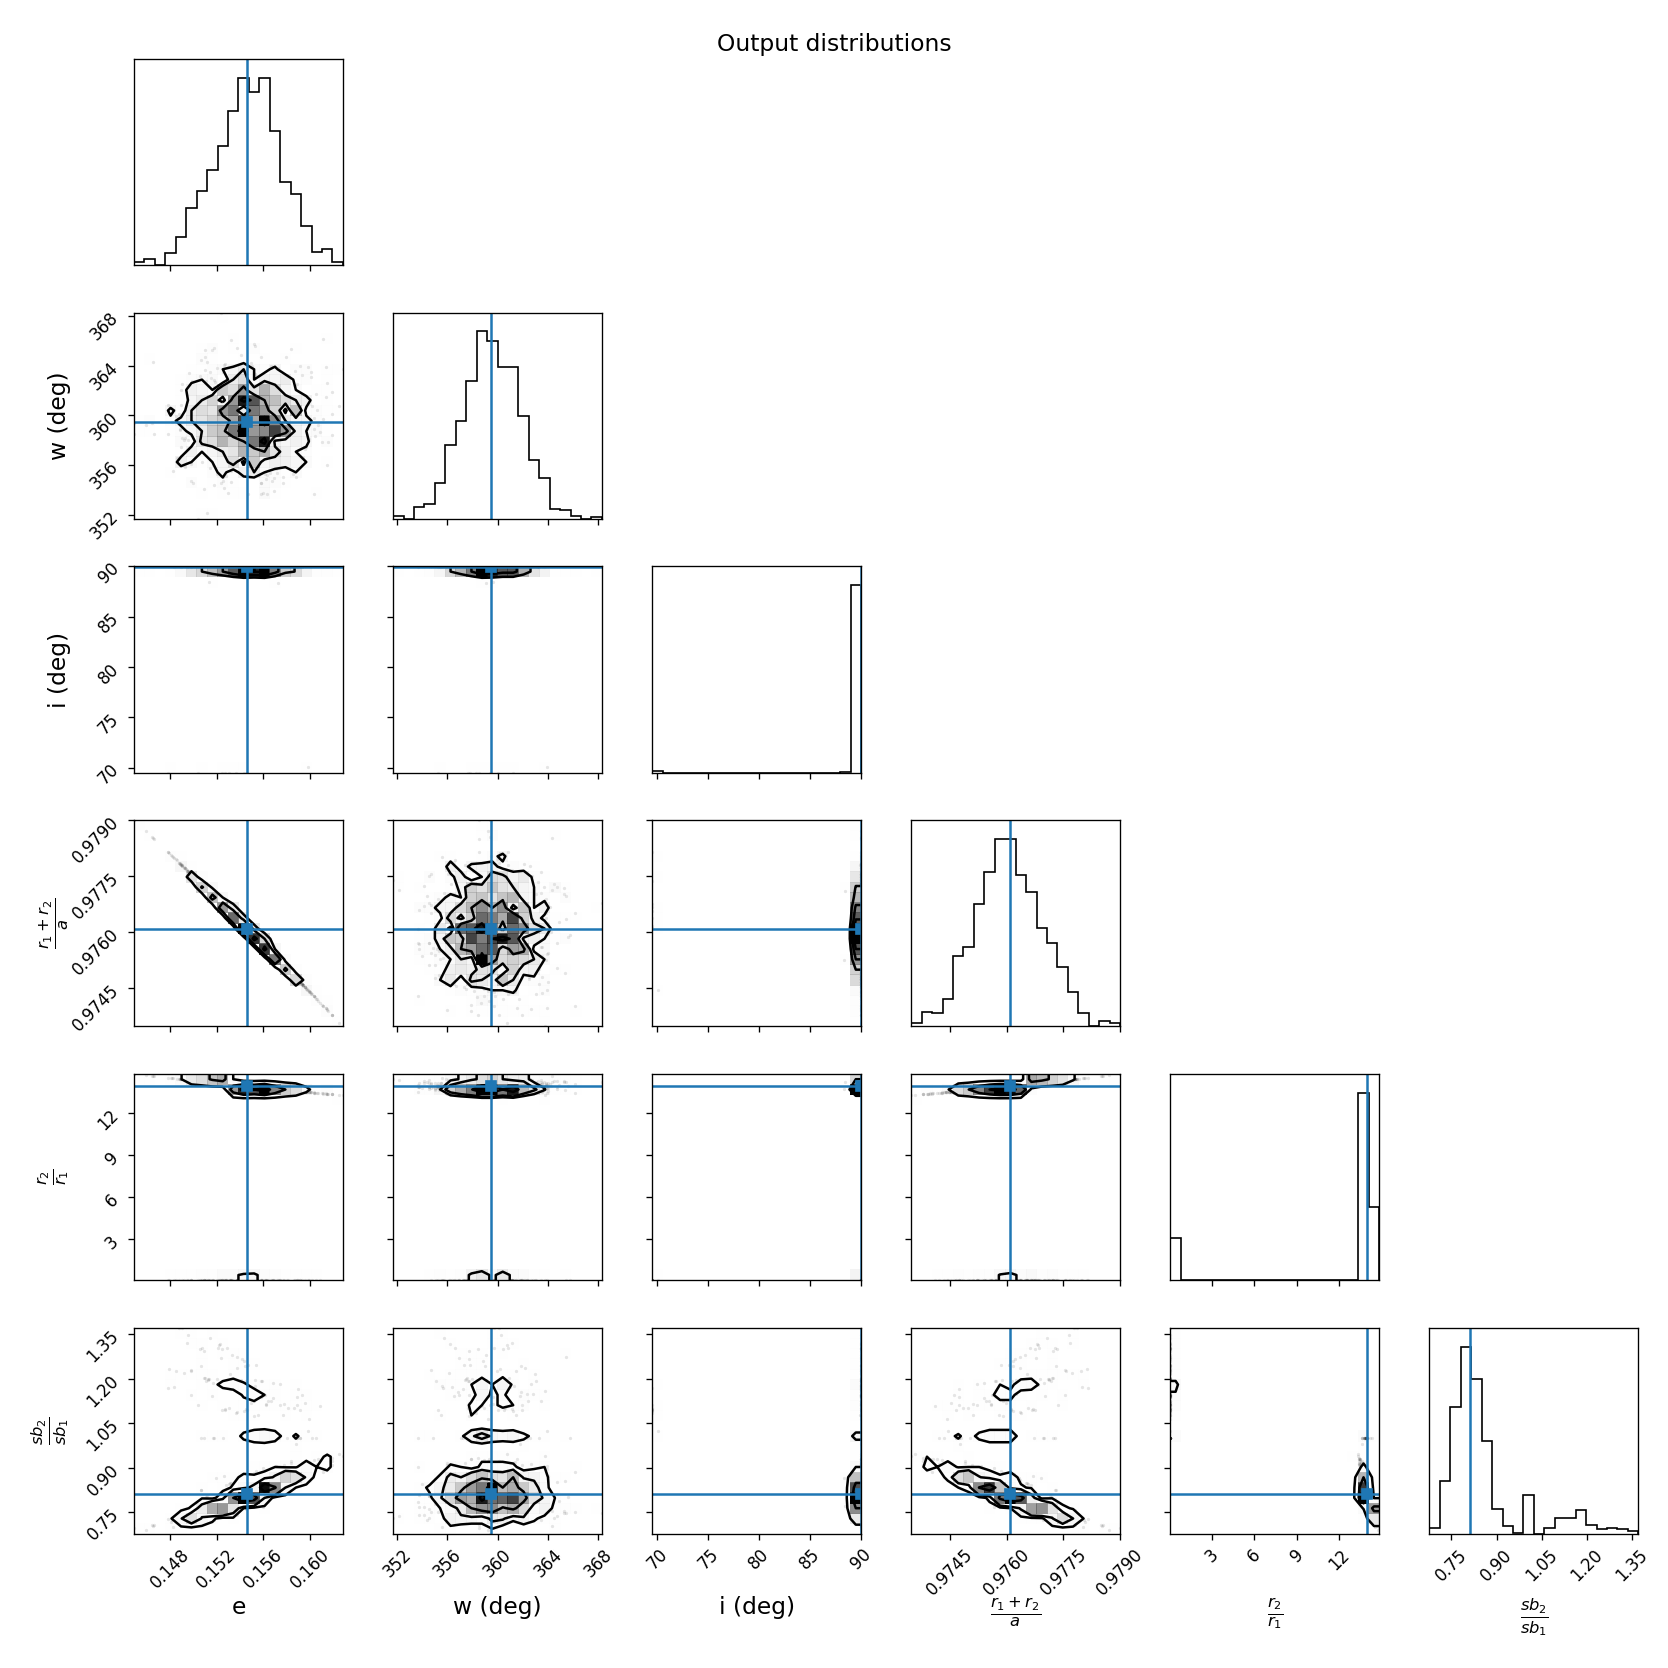 Output distributions
w (deg)
368
364
360
356
352
i (deg)
90
85
80
75
70
r₁ + r₂
a
0.9790
0.9775
0.9760
0.9745
r₂
r₁
12
9
6
3
sb₂
sb₁
1.35
1.20
1.05
0.90
0.75
0.148 0.152 0.156 0.160
352 356 360 364 368
70 75 80 85 90
0.9745 0.9760 0.9775 0.9790
3 6 9 12
0.75 0.90 1.05 1.20 1.35
e
w (deg)
i (deg)
r₁ + r₂
a
r₂
r₁
sb₂
sb₁